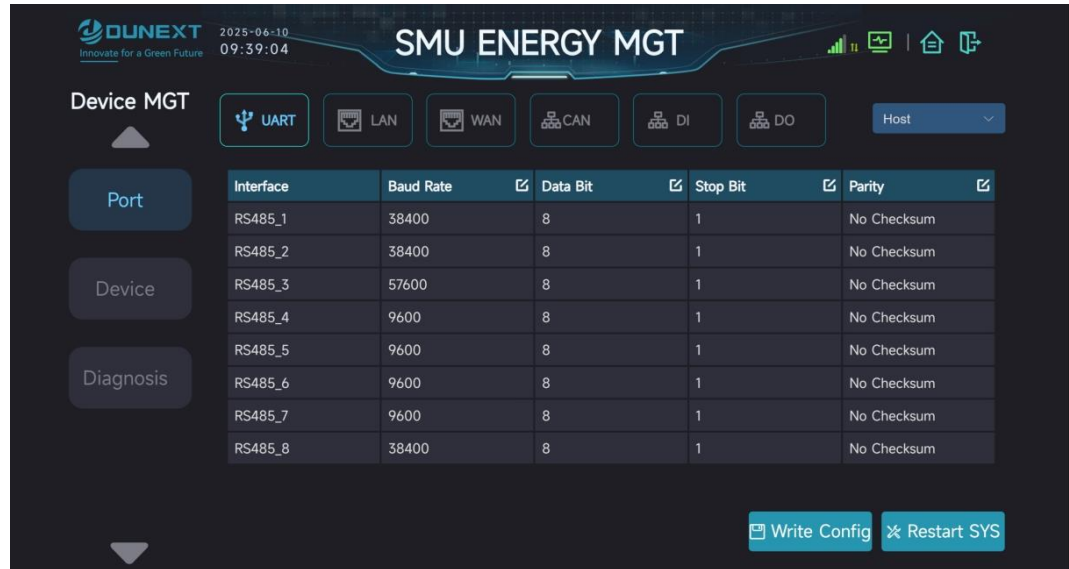 DUNEXT
Innovate for a Green Future
2025-06-10
09:39:04
SMU ENERGY MGT
Device MGT
UART
LAN
WAN
CAN
DI
DO
Host
Port
Device
Diagnosis
Interface Baud Rate Data Bit Stop Bit Parity
RS485_1 38400 8 1 No Checksum
RS485_2 38400 8 1 No Checksum
RS485_3 57600 8 1 No Checksum
RS485_4 9600 8 1 No Checksum
RS485_5 9600 8 1 No Checksum
RS485_6 9600 8 1 No Checksum
RS485_7 9600 8 1 No Checksum
RS485_8 38400 8 1 No Checksum
Write Config
Restart SYS